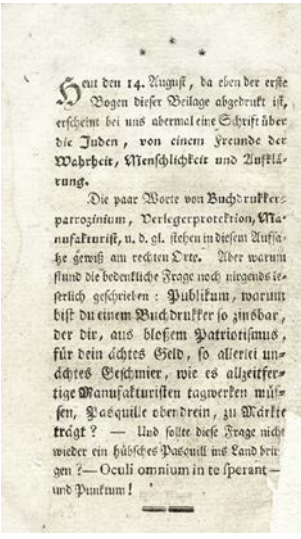 * * *
Heut den 14. August, da eben der erste
Bogen dieser Beilage abgedrukt ist,
erscheint bei uns abermal eine Schrift über
die Juden, von einem Freunde der
Wahrheit, Menschlichkeit und Aufklä=
rung.
Die paar Worte von Buchdrukker=
patrozinium, Verlegerprotektion, Ma=
nufakturist, u. d. gl. stehen in diesem Aufsa=
tze gewiß am rechten Orte. Aber warum
stund die bedenkliche Frage noch nirgends le=
serlich geschrieben: Publikum, warum
bist du einem Buchdrukker so zinsbar,
der dir, aus bloßem Patriotismus,
für dein ächtes Geld, so allerlei un=
ächtes Geschmier, wie es allzeitfer=
tige Manufakturisten tagwerken müs=
sen, Pasquille obendrein, zu Markte
trägt? — Und sollte diese Frage nicht
wieder ein hübsches Pasquill ins Land brin=
gen? — Oculi omnium in te sperant —
und Punktum!